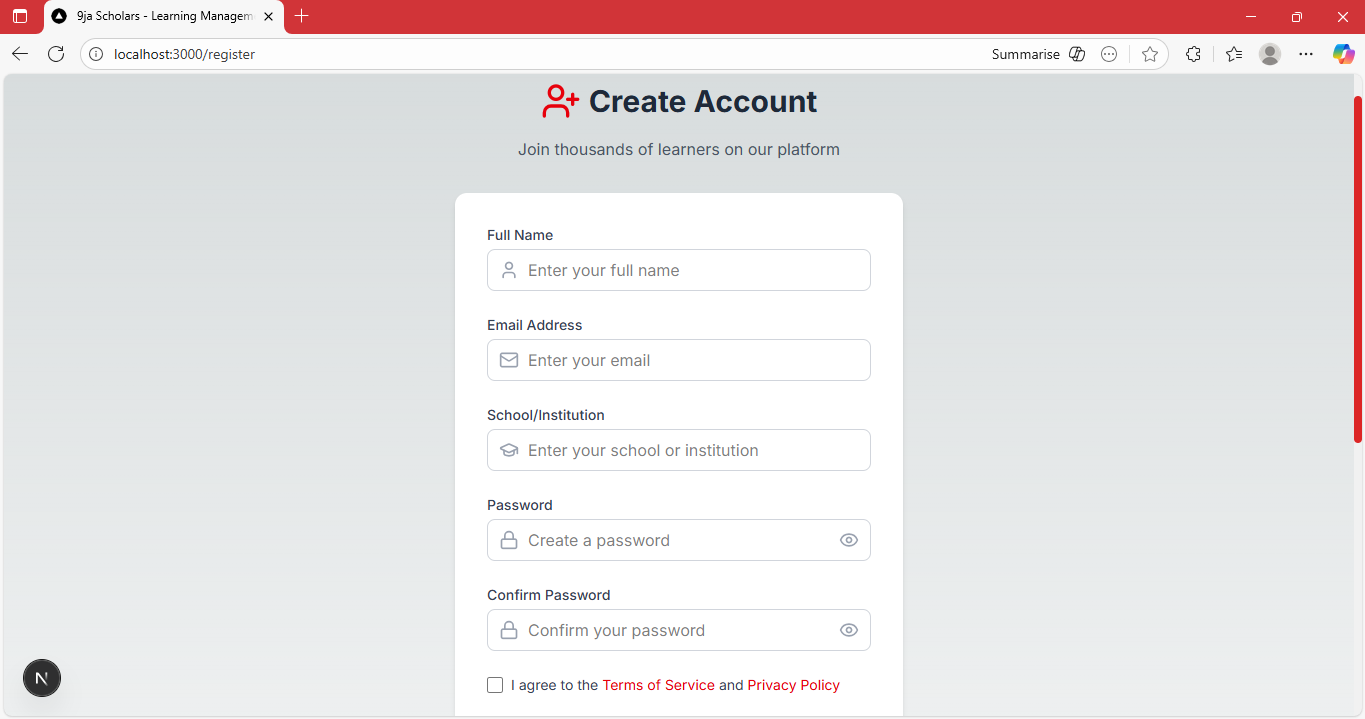 9ja Scholars - Learning Managem
localhost:3000/register
Summarise
Create Account
Join thousands of learners on our platform
Full Name
Enter your full name
Email Address
Enter your email
School/Institution
Enter your school or institution
Password
Create a password
Confirm Password
Confirm your password
I agree to the Terms of Service and Privacy Policy
N